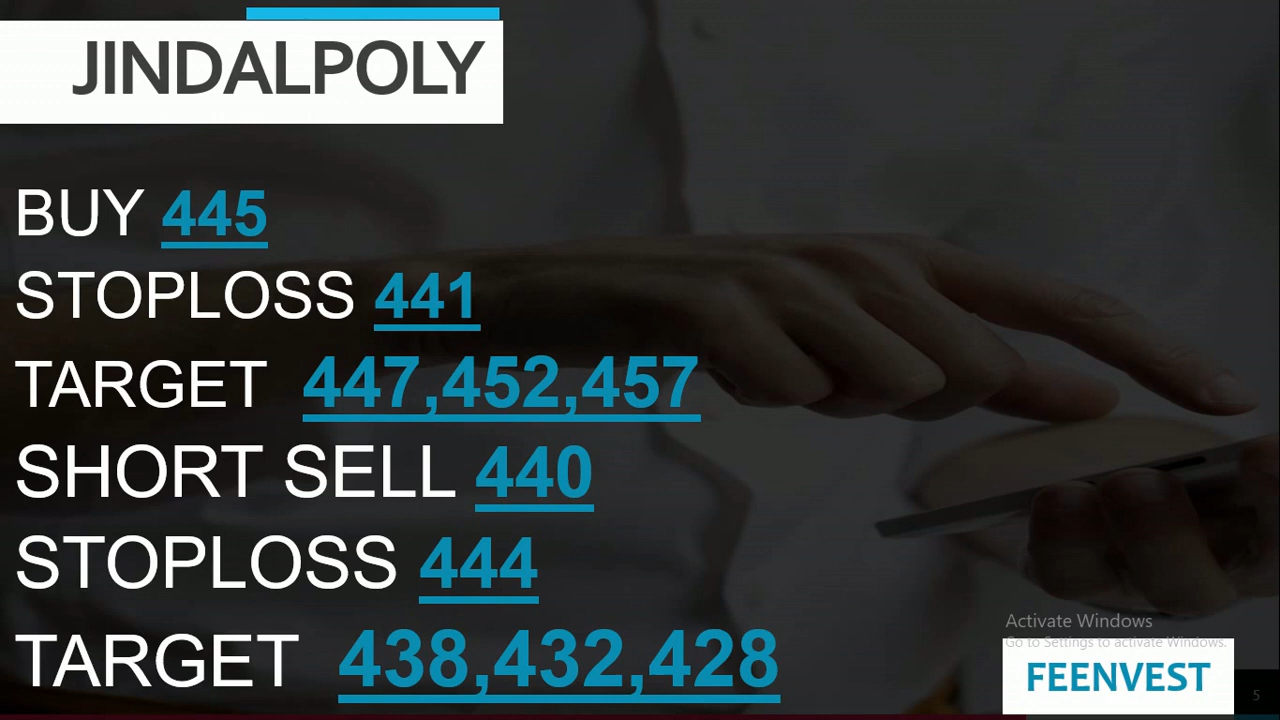 JINDALPOLY
BUY 445
STOPLOSS 441
TARGET 447,452,457
SHORT SELL 440
STOPLOSS 444
TARGET 438,432,428
Activate Windows
Go to Settings to activate Windows.
FEENVEST
5